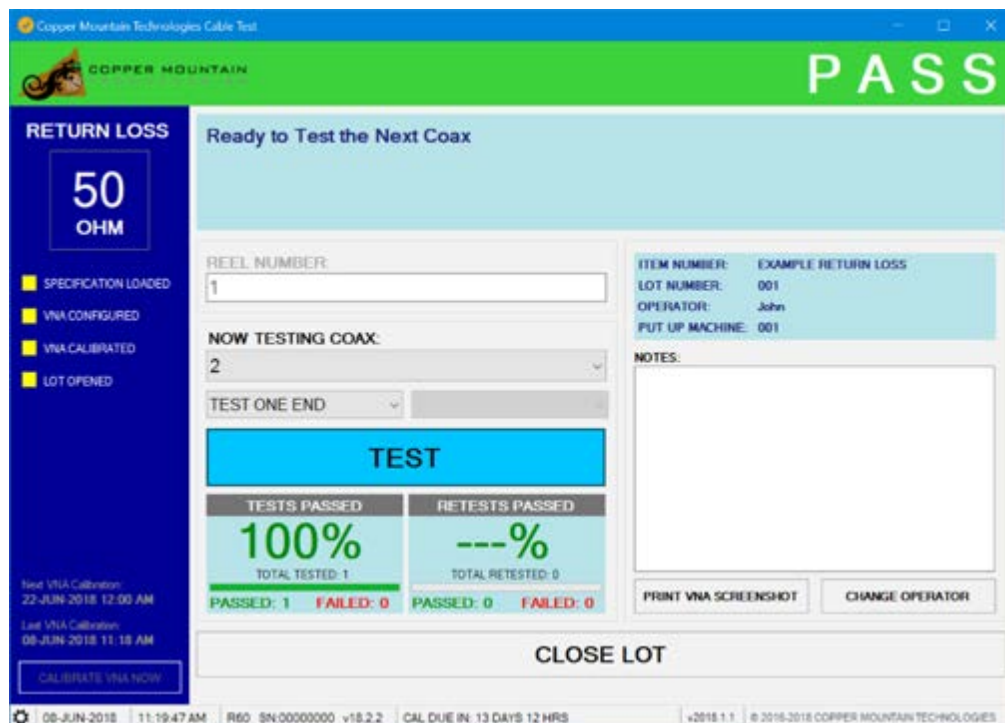 Copper Mountain Technologies Cable Test
COPPER MOUNTAIN
PASS
RETURN LOSS
50
OHM
SPECIFICATION LOADED
VNA CONFIGURED
VNA CALIBRATED
LOT OPENED
Next VNA Calibration:
22-JUN-2018 12:00 AM
Last VNA Calibration:
08-JUN-2018 11:18 AM
CALIBRATE VNA NOW
Ready to Test the Next Coax
REEL NUMBER:
1
NOW TESTING COAX:
2
TEST ONE END
TEST
TESTS PASSED
100%
TOTAL TESTED: 1
PASSED: 1 FAILED: 0
RETESTS PASSED
---%
TOTAL RETESTED: 0
PASSED: 0 FAILED: 0
ITEM NUMBER: EXAMPLE RETURN LOSS
LOT NUMBER: 001
OPERATOR: John
PUT UP MACHINE: 001
NOTES:
PRINT VNA SCREENSHOT
CHANGE OPERATOR
CLOSE LOT
08-JUN-2018 11:19:47 AM R60 SN:00000000 v18.2.2 CAL DUE IN: 13 DAYS 12 HRS v2018.1.1 © 2016-2018 COPPER MOUNTAIN TECHNOLOGIES